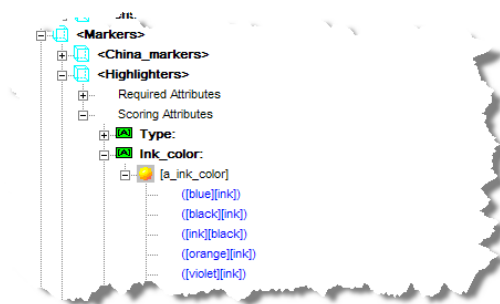 <Markers>
<China_markers>
<Highlighters>
Required Attributes
Scoring Attributes
[A] Type:
[A] Ink_color:
[a_ink_color]
([blue][ink])
([black][ink])
([ink][black])
([orange][ink])
([violet][ink])